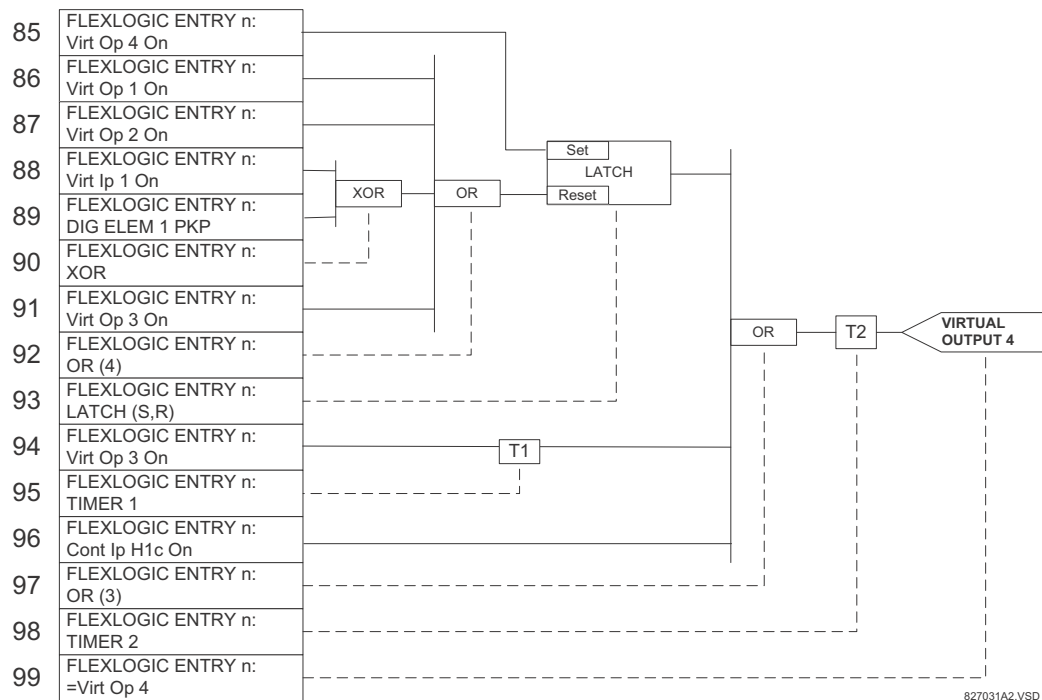 85
FLEXLOGIC ENTRY n:
Virt Op 4 On
86
FLEXLOGIC ENTRY n:
Virt Op 1 On
87
FLEXLOGIC ENTRY n:
Virt Op 2 On
88
FLEXLOGIC ENTRY n:
Virt Ip 1 On
89
FLEXLOGIC ENTRY n:
DIG ELEM 1 PKP
90
FLEXLOGIC ENTRY n:
XOR
91
FLEXLOGIC ENTRY n:
Virt Op 3 On
92
FLEXLOGIC ENTRY n:
OR (4)
93
FLEXLOGIC ENTRY n:
LATCH (S,R)
94
FLEXLOGIC ENTRY n:
Virt Op 3 On
95
FLEXLOGIC ENTRY n:
TIMER 1
96
FLEXLOGIC ENTRY n:
Cont Ip H1c On
97
FLEXLOGIC ENTRY n:
OR (3)
98
FLEXLOGIC ENTRY n:
TIMER 2
99
FLEXLOGIC ENTRY n:
=Virt Op 4
XOR
OR
Set
LATCH
Reset
T1
OR
T2
VIRTUAL
OUTPUT 4
827031A2.VSD